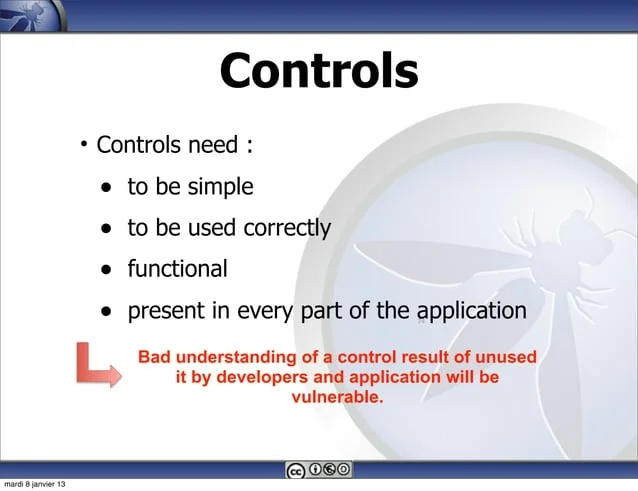 Controls
• Controls need :
● to be simple
● to be used correctly
● functional
● present in every part of the application
Bad understanding of a control result of unused
it by developers and application will be
vulnerable.
cc
mardi 8 janvier 13